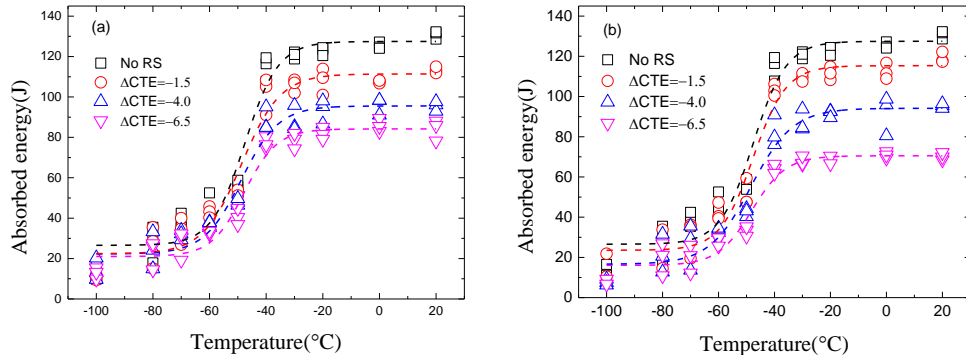 (a)
No RS
ΔCTE=−1.5
ΔCTE=−4.0
ΔCTE=−6.5
Absorbed energy(J)
140
120
100
80
60
40
20
0
-100 -80 -60 -40 -20 0 20
Temperature(°C)
(b)
No RS
ΔCTE=−1.5
ΔCTE=−4.0
ΔCTE=−6.5
Absorbed energy(J)
140
120
100
80
60
40
20
0
-100 -80 -60 -40 -20 0 20
Temperature(°C)